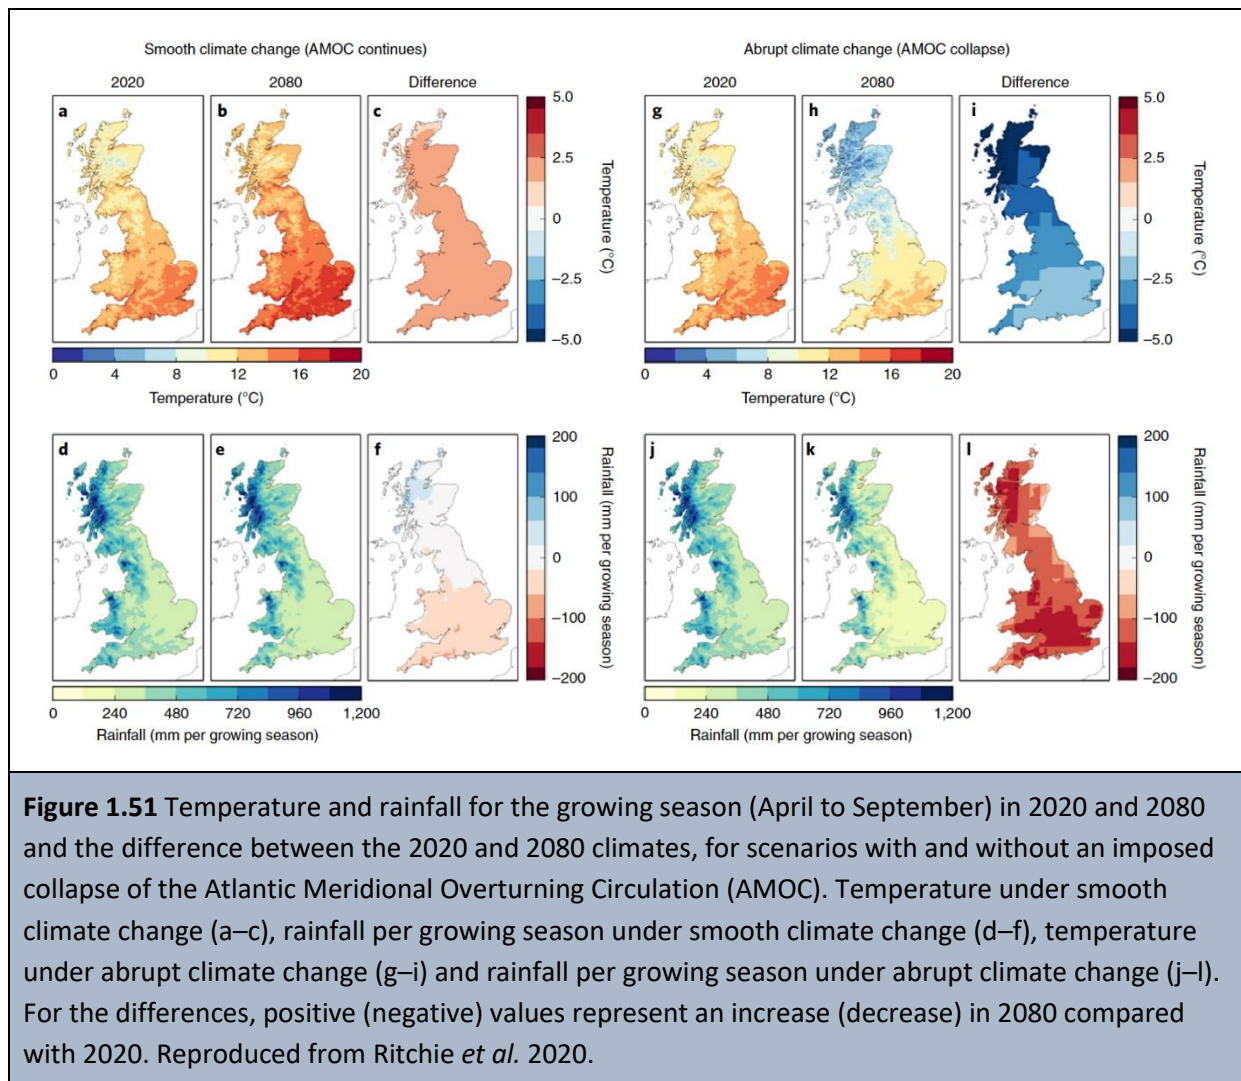 Smooth climate change (AMOC continues)
Abrupt climate change (AMOC collapse)
2020
2080
Difference
2020
2080
Difference
a
b
c
5.0
2.5
0
–2.5
–5.0
Temperature (°C)
g
h
i
5.0
2.5
0
–2.5
–5.0
Temperature (°C)
0 4 8 12 16 20
Temperature (°C)
0 4 8 12 16 20
Temperature (°C)
d
e
f
200
100
0
–100
–200
Rainfall (mm per growing season)
j
k
l
200
100
0
–100
–200
Rainfall (mm per growing season)
0 240 480 720 960 1,200
Rainfall (mm per growing season)
0 240 480 720 960 1,200
Rainfall (mm per growing season)
Figure 1.51 Temperature and rainfall for the growing season (April to September) in 2020 and 2080
and the difference between the 2020 and 2080 climates, for scenarios with and without an imposed
collapse of the Atlantic Meridional Overturning Circulation (AMOC). Temperature under smooth
climate change (a–c), rainfall per growing season under smooth climate change (d–f), temperature
under abrupt climate change (g–i) and rainfall per growing season under abrupt climate change (j–l).
For the differences, positive (negative) values represent an increase (decrease) in 2080 compared
with 2020. Reproduced from Ritchie et al. 2020.